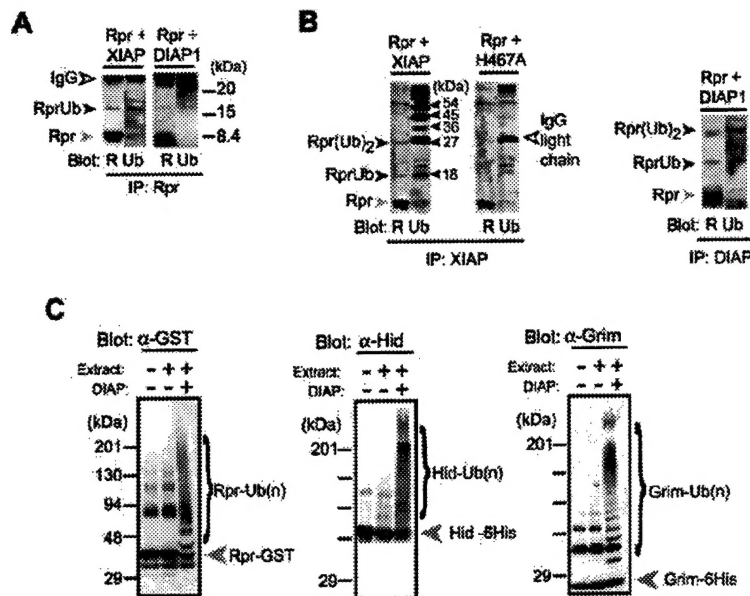 A
Rpr + XIAP
Rpr + DIAP1
(kDa)
IgG
20
RprUb
15
Rpr
8.4
Blot: R Ub
IP: Rpr
B
Rpr + XIAP
Rpr + H467A
(kDa)
54
45
36
27
18
Rpr(Ub)2
RprUb
Rpr
IgG light chain
Blot: R Ub R Ub
IP: XIAP
Rpr + DIAP1
Rpr(Ub)2
RprUb
Rpr
Blot: R Ub
IP: DIAP
C
Blot: α-GST
Extract: - + +
DIAP: - - +
(kDa)
201
130
94
48
29
Rpr-Ub(n)
Rpr-GST
Blot: α-Hid
Extract: - + +
DIAP: - - +
(kDa)
201
29
Hid-Ub(n)
Hid -6His
Blot: α-Grim
Extract: - + +
DIAP: - - +
(kDa)
201
29
Grim-Ub(n)
Grim-6His